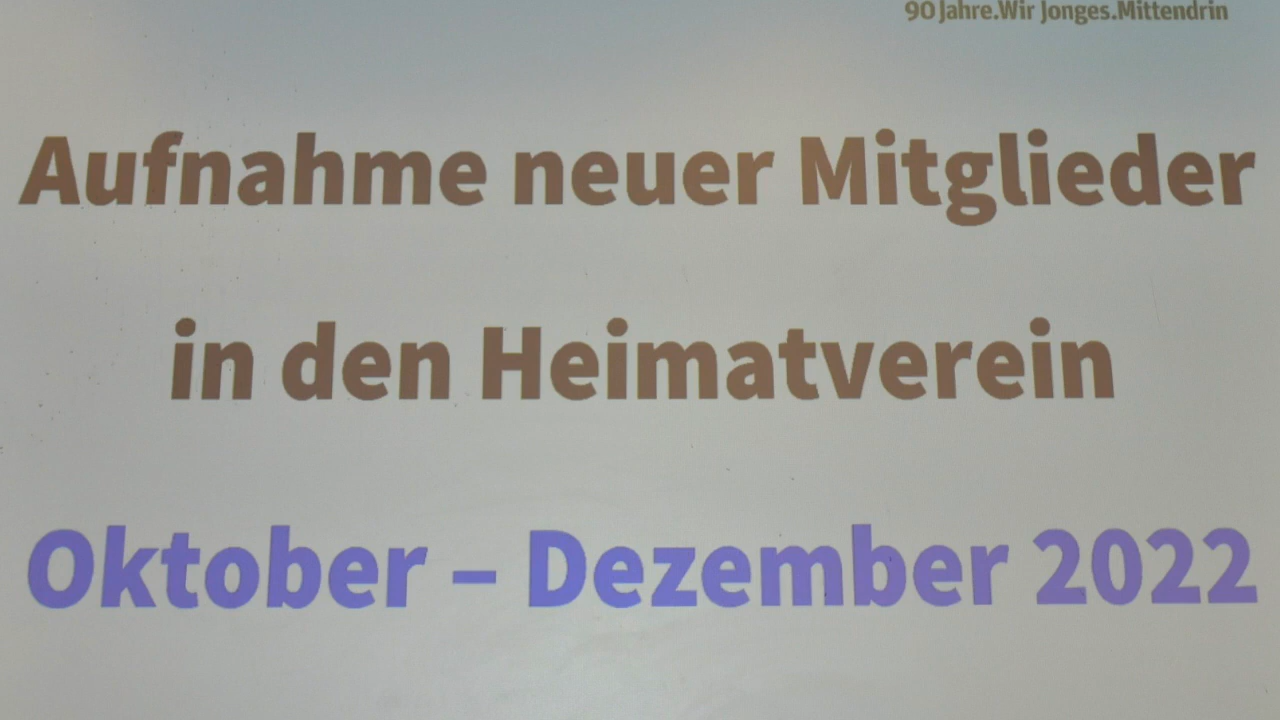 90 Jahre.Wir Jonges.Mittendrin
Aufnahme neuer Mitglieder
in den Heimatverein
Oktober – Dezember 2022